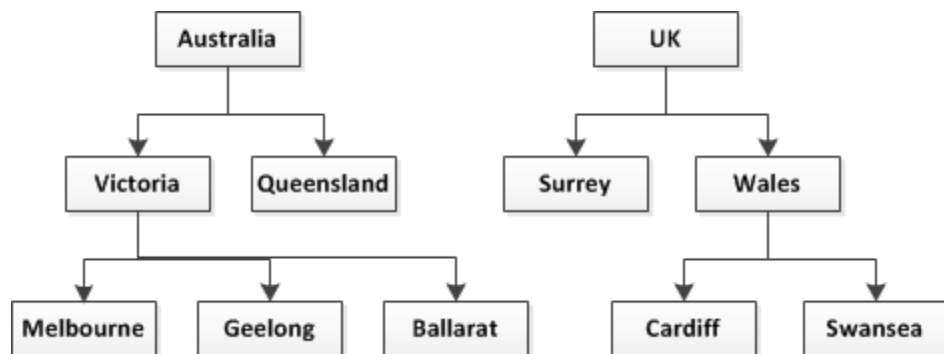 Australia
UK
Victoria
Queensland
Surrey
Wales
Melbourne
Geelong
Ballarat
Cardiff
Swansea